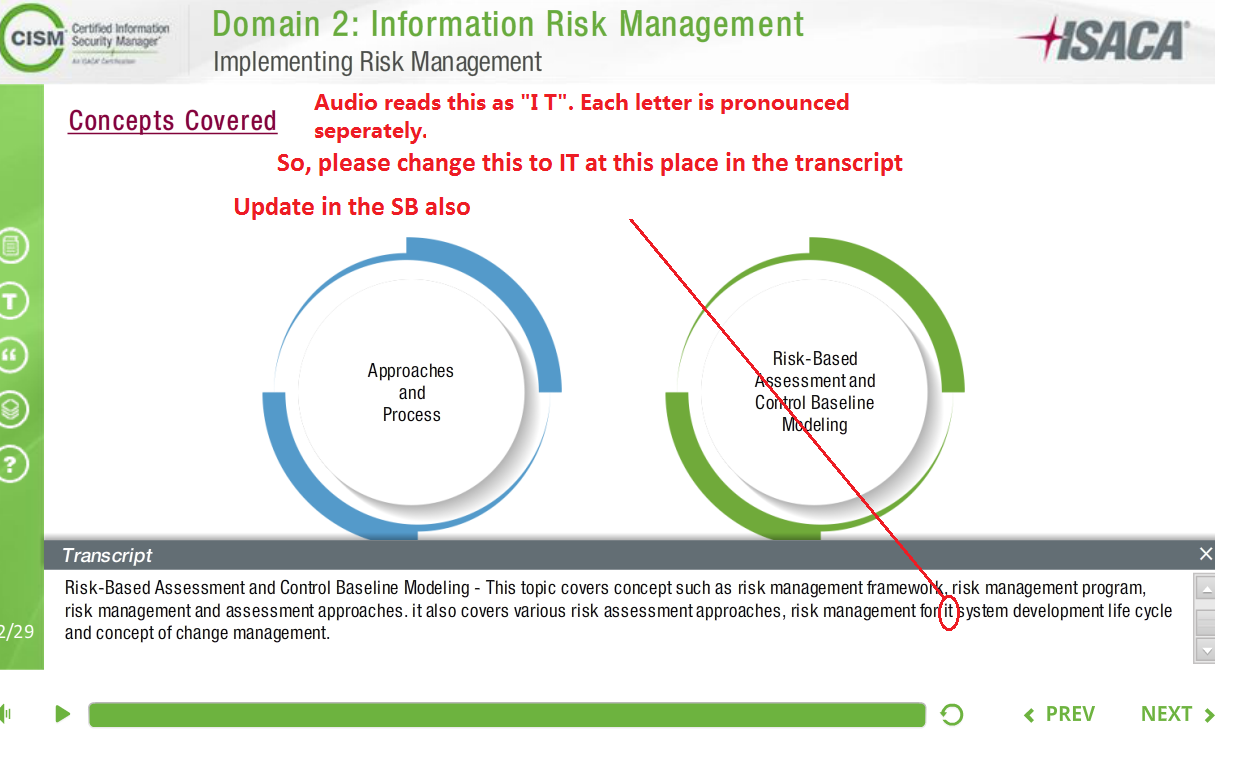 CISM Certified Information
Security Manager®
An ISACA® Certification
Domain 2: Information Risk Management
Implementing Risk Management
ISACA®
Concepts Covered
Audio reads this as "I T". Each letter is pronounced
seperately.
So, please change this to IT at this place in the transcript
Update in the SB also
Approaches
and
Process
Risk-Based
Assessment and
Control Baseline
Modeling
T
“
?
Transcript
×
Risk-Based Assessment and Control Baseline Modeling - This topic covers concept such as risk management framework, risk management program,
risk management and assessment approaches. it also covers various risk assessment approaches, risk management for it system development life cycle
and concept of change management.
2/29
PREV
NEXT